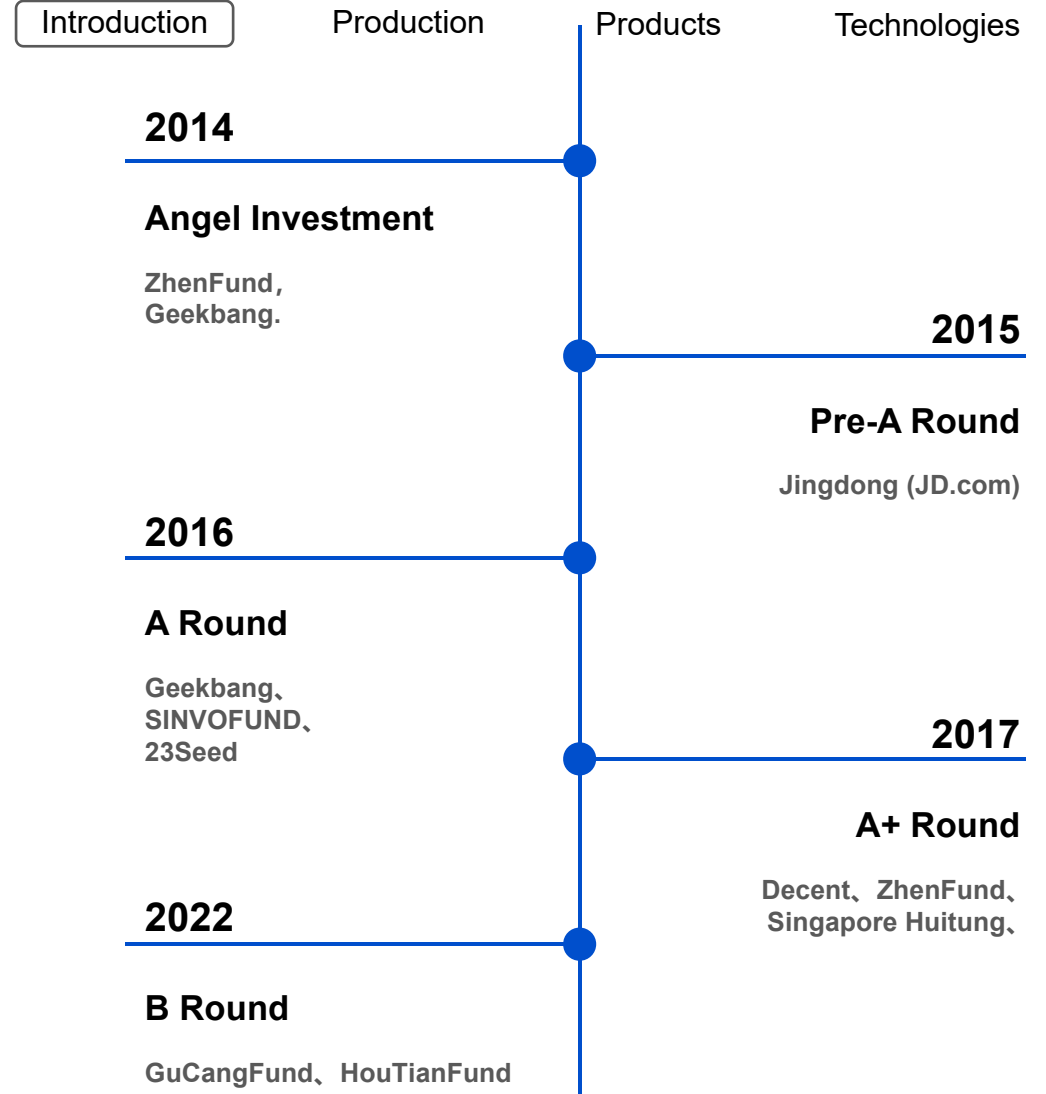 Introduction Production Products Technologies
2014
Angel Investment
ZhenFund，
Geekbang.
2015
Pre-A Round
Jingdong (JD.com)
2016
A Round
Geekbang、
SINVOFUND、
23Seed
2017
A+ Round
Decent、ZhenFund、
Singapore Huitung、
2022
B Round
GuCangFund、HouTianFund